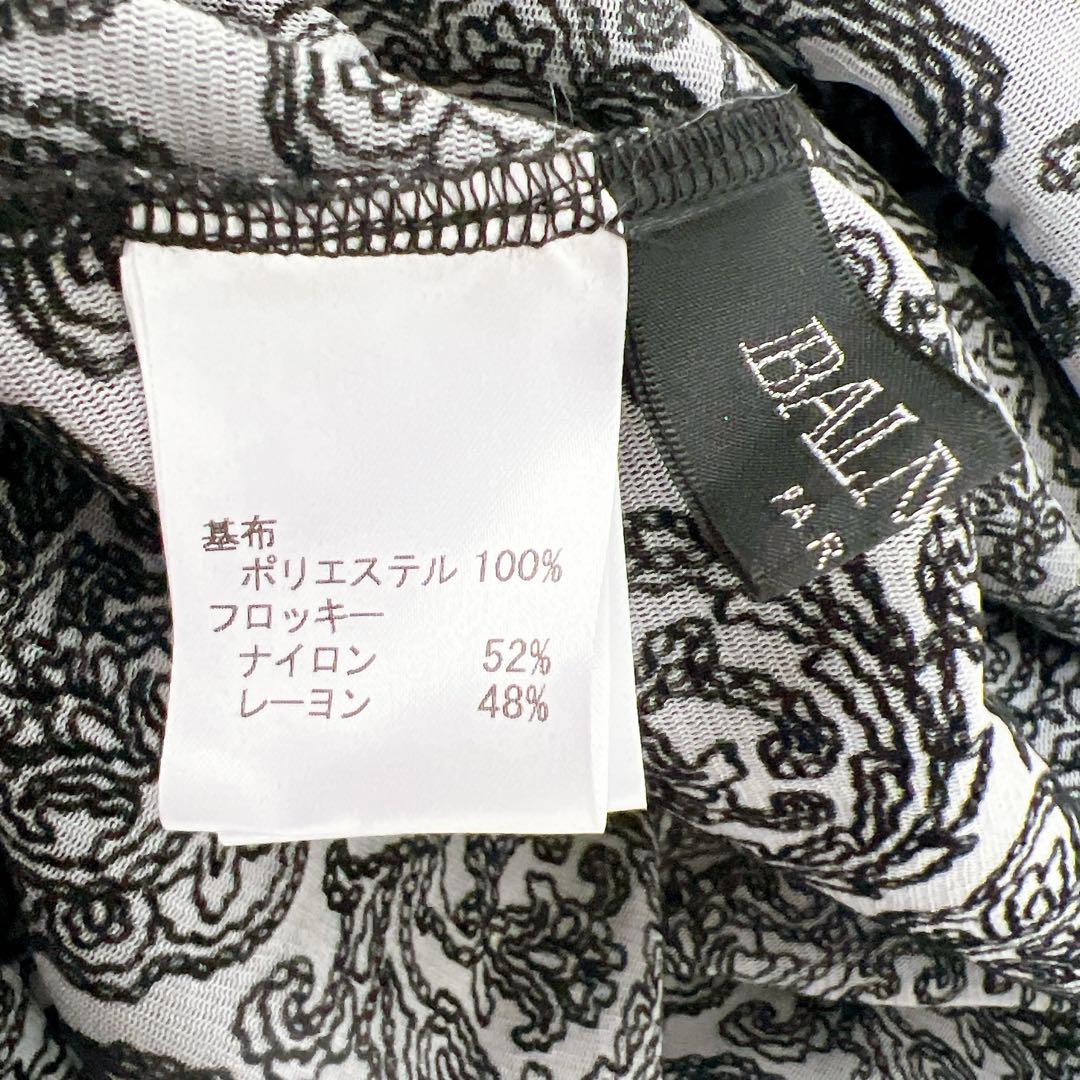 基布
ポリエステル 100%
フロッキー
ナイロン 52%
レーヨン 48%
BALM
PAR